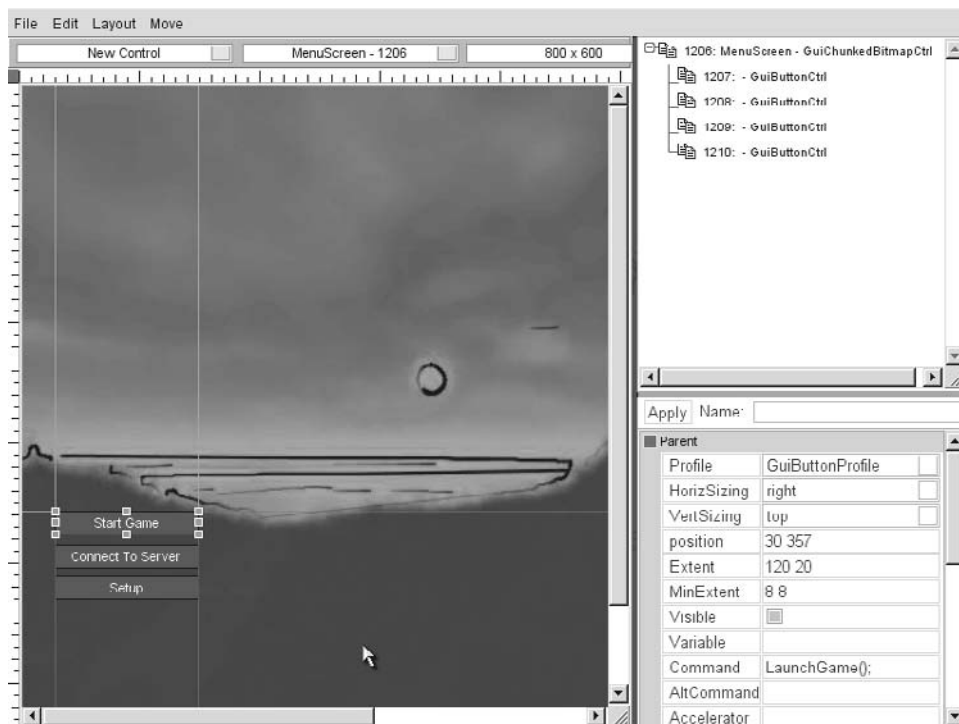 File Edit Layout Move
New Control MenuScreen - 1206 800 x 600
1206: MenuScreen - GuiChunkedBitmapCtrl
1207: - GuiButtonCtrl
1208: - GuiButtonCtrl
1209: - GuiButtonCtrl
1210: - GuiButtonCtrl
Start Game
Connect To Server
Setup
Apply Name:
Parent
Profile GuiButtonProfile
HorizSizing right
VertSizing top
position 30 357
Extent 120 20
MinExtent 8 8
Visible
Variable
Command LaunchGame();
AltCommand
Accelerator